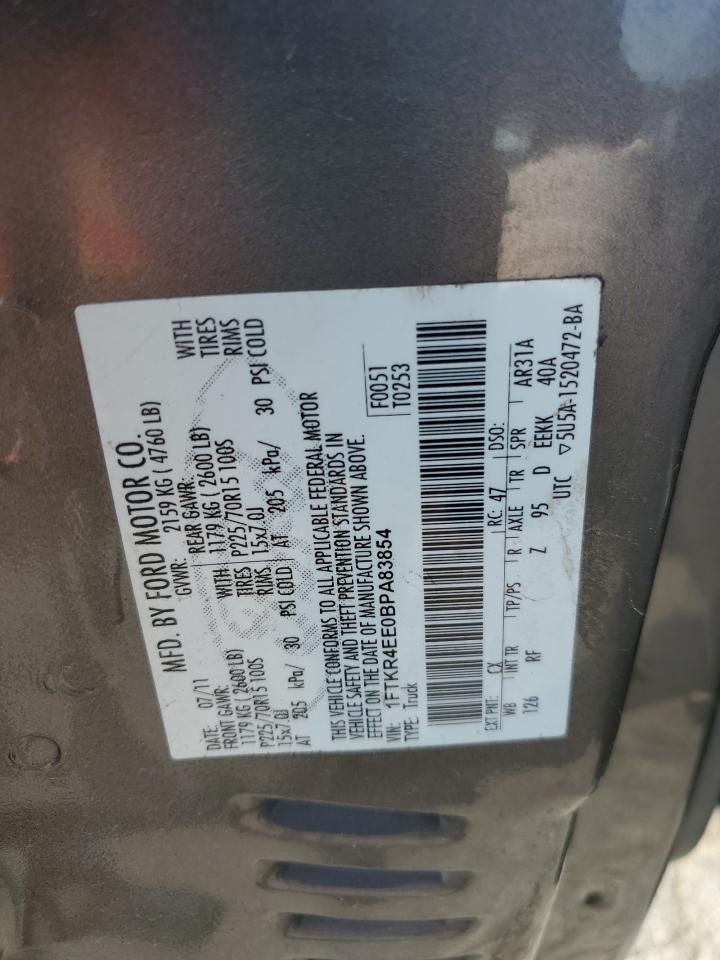 MFD. BY FORD MOTOR CO.
DATE: 07/11 GVWR: 2159 KG ( 4760 LB)
FRONT GAWR: REAR GAWR: WITH
1179 KG ( 2600 LB) WITH 1179 KG ( 2600 LB) TIRES
P225/70R15 100S TIRES P225/70R15 100S RIMS
15x7.0J RIMS 15x7.0J
AT 205 kPa/ 30 PSI COLD AT 205 kPa/ 30 PSI COLD
THIS VEHICLE CONFORMS TO ALL APPLICABLE FEDERAL MOTOR
VEHICLE SAFETY AND THEFT PREVENTION STANDARDS IN
EFFECT ON THE DATE OF MANUFACTURE SHOWN ABOVE.
VIN: 1FTKR4EE0BPA83854 F0051
TYPE: Truck T0253
EXT PNT: CX RC: 47 DSO:
WB INT TR TP/PS R AXLE TR SPR AR31A
126 RF Z 95 D EEKK 40A
UTC ▽5U5A-1520472-BA